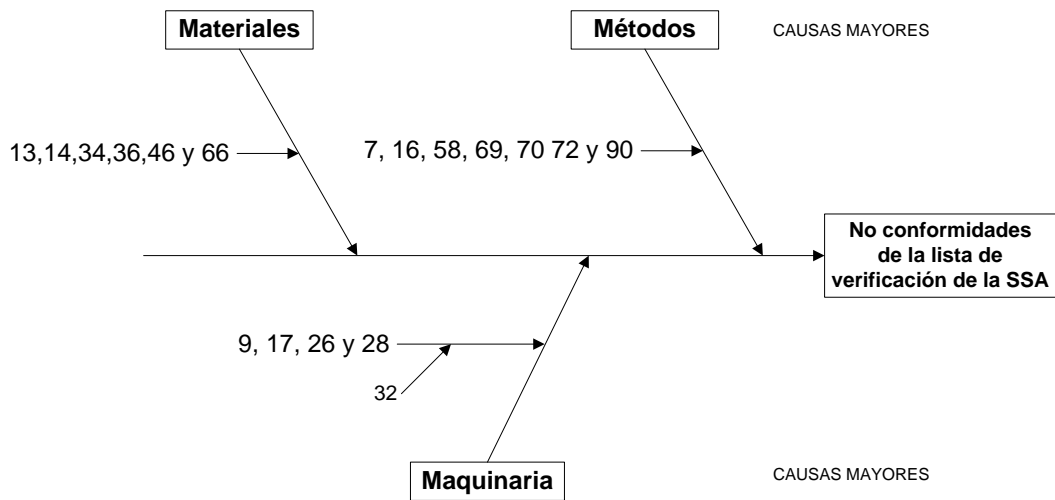 Materiales
Métodos
CAUSAS MAYORES
13,14,34,36,46 y 66
7, 16, 58, 69, 70 72 y 90
No conformidades
de la lista de
verificación de la SSA
9, 17, 26 y 28
32
Maquinaria
CAUSAS MAYORES